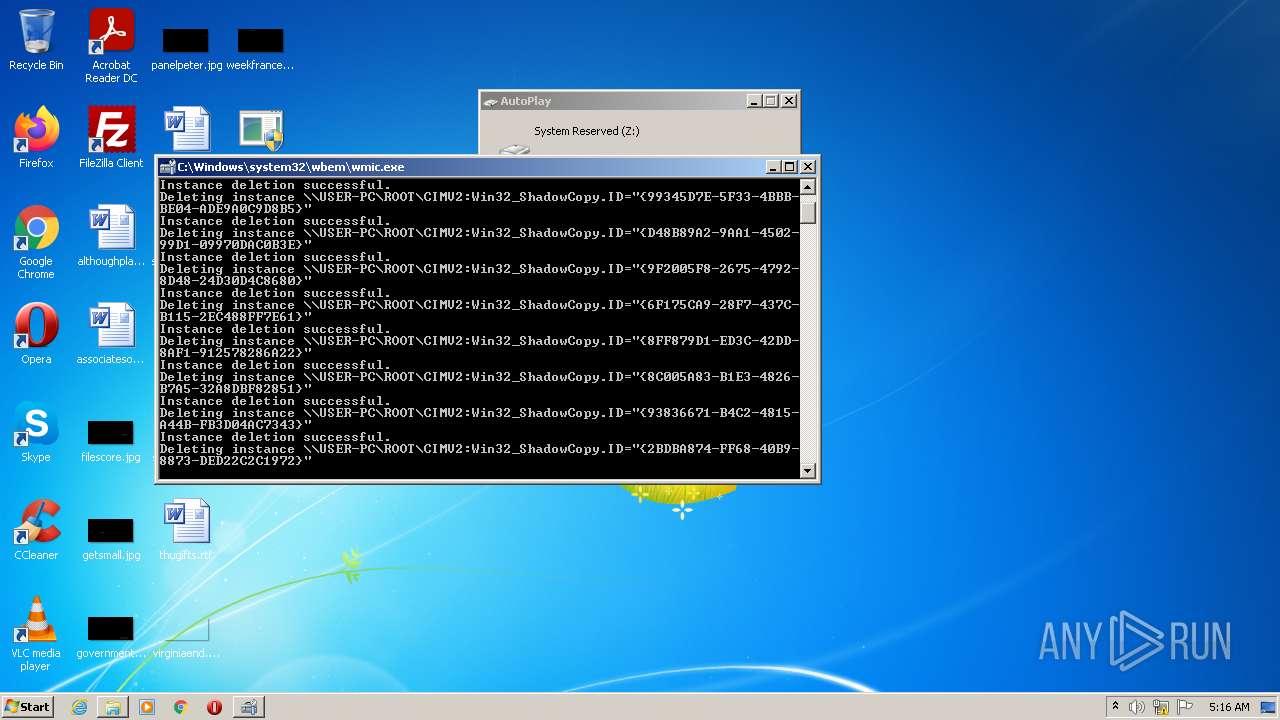 Recycle Bin
Acrobat
Reader DC
panelpeter.jpg
weekfrance...
AutoPlay
System Reserved (Z:)
Firefox
FileZilla Client
C:\Windows\system32\wbem\wmic.exe
Instance deletion successful.
Deleting instance \\USER-PC\ROOT\CIMV2:Win32_ShadowCopy.ID="{99345D7E-5F33-4BBB-
BE04-ADE9A0C9D8B5}"
Instance deletion successful.
Deleting instance \\USER-PC\ROOT\CIMV2:Win32_ShadowCopy.ID="{D48B89A2-9AA1-4502-
99D1-09970DAC0B3E}"
Instance deletion successful.
Deleting instance \\USER-PC\ROOT\CIMV2:Win32_ShadowCopy.ID="{9F2005F8-2675-4792-
8D48-24D30D4C8680}"
Instance deletion successful.
Deleting instance \\USER-PC\ROOT\CIMV2:Win32_ShadowCopy.ID="{6F175CA9-28F7-437C-
B115-2EC488FF7E61}"
Instance deletion successful.
Deleting instance \\USER-PC\ROOT\CIMV2:Win32_ShadowCopy.ID="{8FF879D1-ED3C-42DD-
8AF1-912578286A22}"
Instance deletion successful.
Deleting instance \\USER-PC\ROOT\CIMV2:Win32_ShadowCopy.ID="{8C005A83-B1E3-4826-
B7A5-32A8DBF82851}"
Instance deletion successful.
Deleting instance \\USER-PC\ROOT\CIMV2:Win32_ShadowCopy.ID="{93836671-B4C2-4815-
A44B-FB3D04AC7343}"
Instance deletion successful.
Deleting instance \\USER-PC\ROOT\CIMV2:Win32_ShadowCopy.ID="{2BDBA874-FF68-40B9-
8873-DED22C2C1972}"
Google
Chrome
althoughpla...
Opera
associateso...
Skype
filescore.jpg
CCleaner
getsmall.jpg
thugifts.rtf
VLC media
player
government...
virginiaend....
ANY RUN
Start
5:16 AM